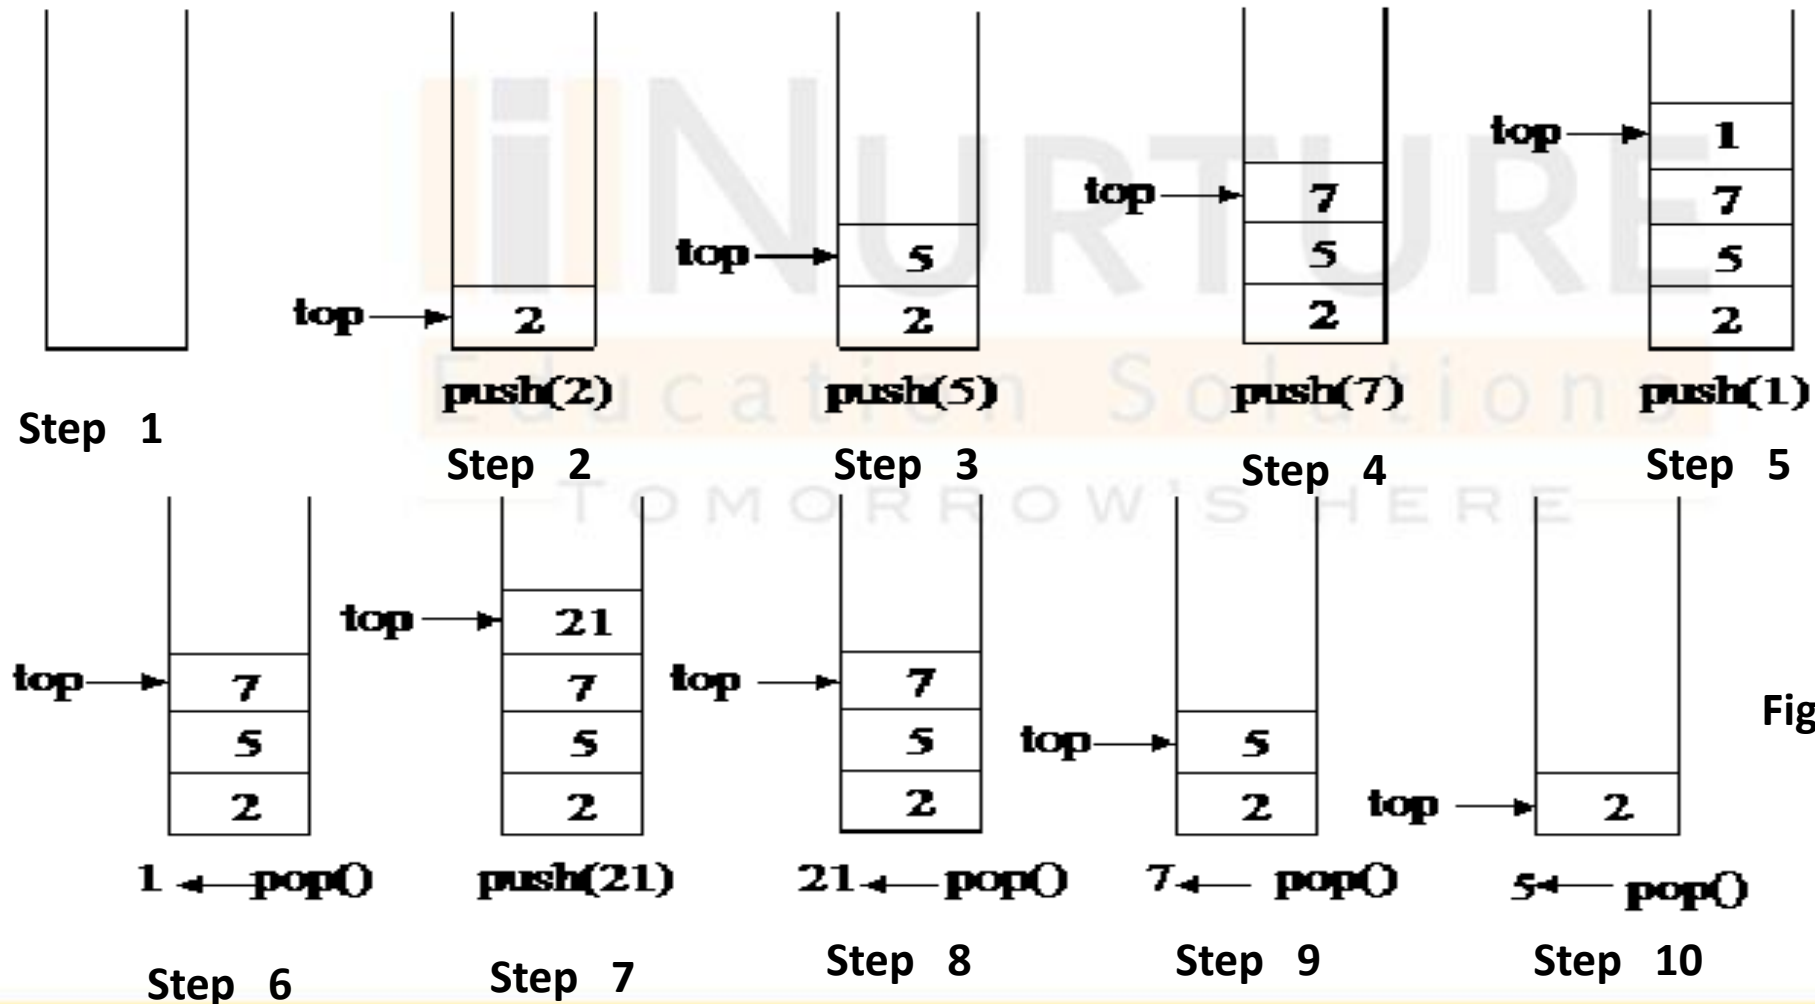 top
2
push(2)
top
5
2
push(5)
top
7
5
2
push(7)
top
1
7
5
2
push(1)
Step 1
Step 2
Step 3
Step 4
Step 5
iNURTURE
Education Solutions
TOMORROW'S HERE
top
7
5
2
1 pop()
top
21
7
5
2
push(21)
top
7
5
2
21 pop()
top
5
2
7 pop()
top
2
5 pop()
Fig
Step 6
Step 7
Step 8
Step 9
Step 10